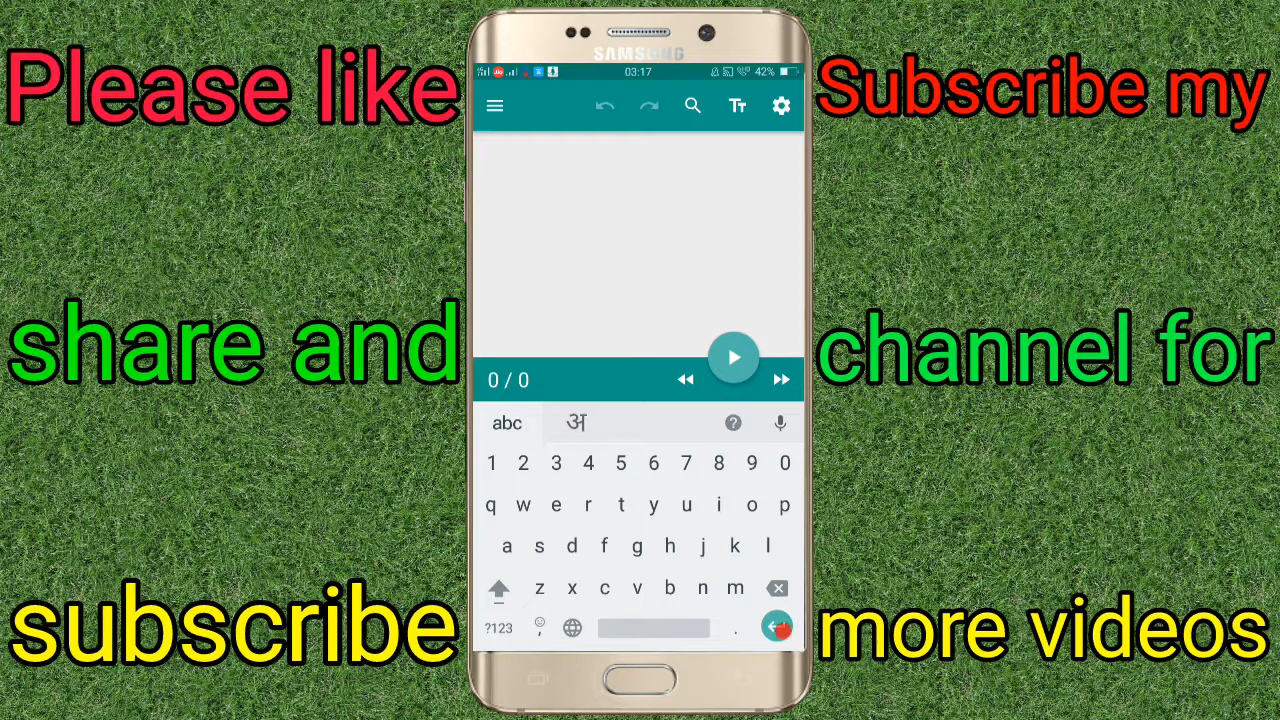 Please like
share and
subscribe
SAMSUNG
Jio
03:17
42%
0 / 0
abc अ
1 2 3 4 5 6 7 8 9 0
q w e r t y u i o p
a s d f g h j k l
z x c v b n m
?123 , .
Subscribe my
channel for
more videos